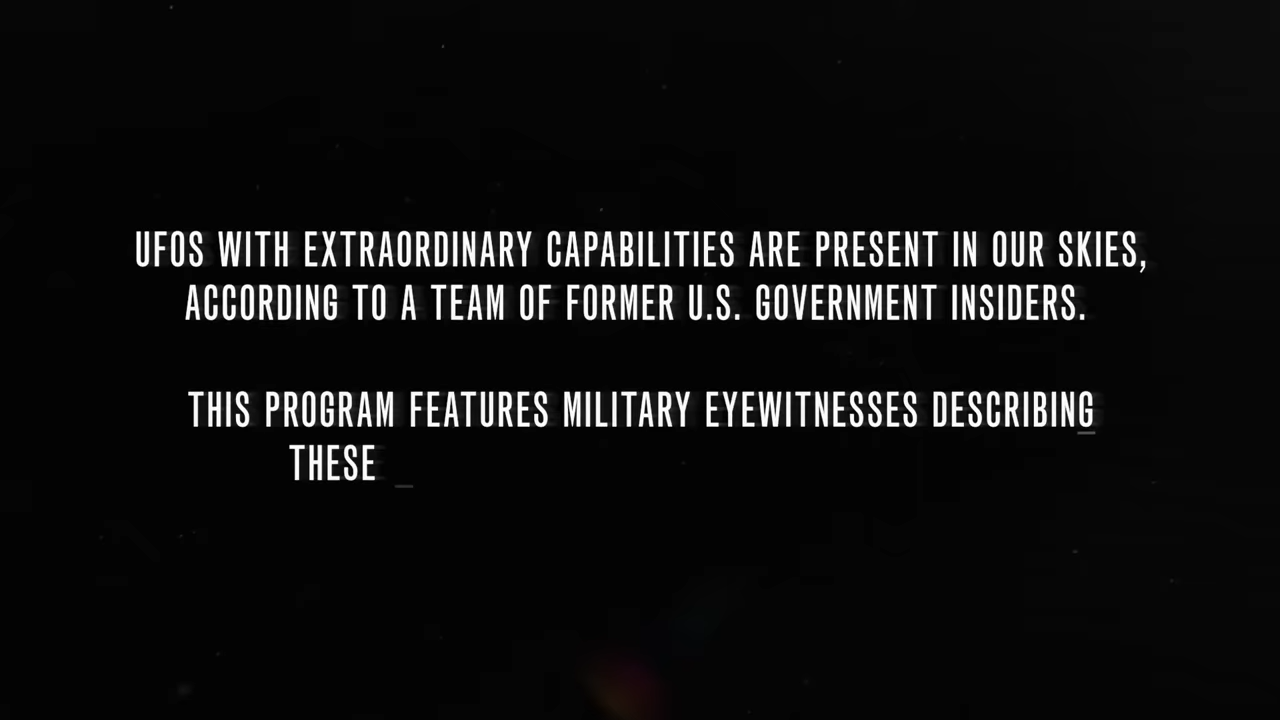 UFOS WITH EXTRAORDINARY CAPABILITIES ARE PRESENT IN OUR SKIES,
ACCORDING TO A TEAM OF FORMER U.S. GOVERNMENT INSIDERS.
THIS PROGRAM FEATURES MILITARY EYEWITNESSES DESCRIBING
THESE _